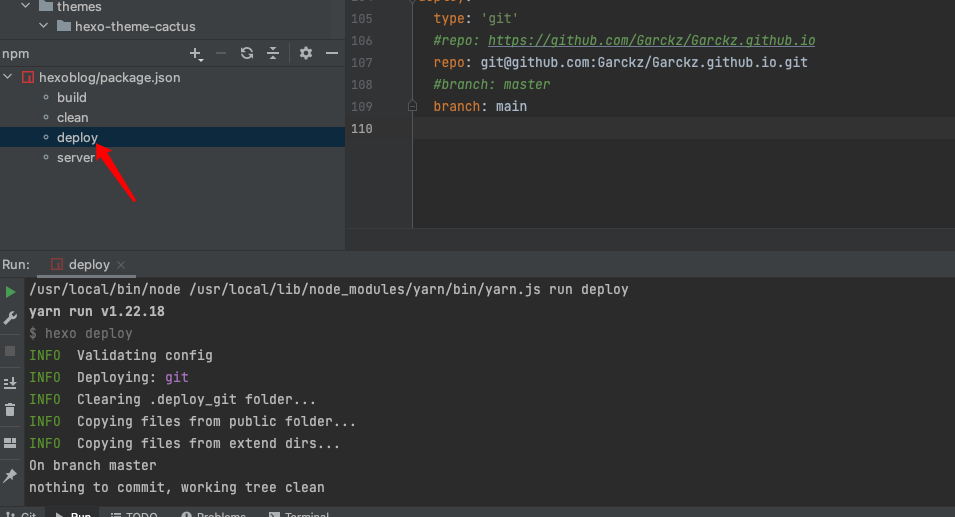 themes
hexo-theme-cactus
npm
hexoblog/package.json
build
clean
deploy
server
105 type: 'git'
106 #repo: https://github.com/Garckz/Garckz.github.io
107 repo: git@github.com:Garckz/Garckz.github.io.git
108 #branch: master
109 branch: main
110
Run: deploy
/usr/local/bin/node /usr/local/lib/node_modules/yarn/bin/yarn.js run deploy
yarn run v1.22.18
$ hexo deploy
INFO Validating config
INFO Deploying: git
INFO Clearing .deploy_git folder...
INFO Copying files from public folder...
INFO Copying files from extend dirs...
On branch master
nothing to commit, working tree clean
Git Run TODO Problems Terminal